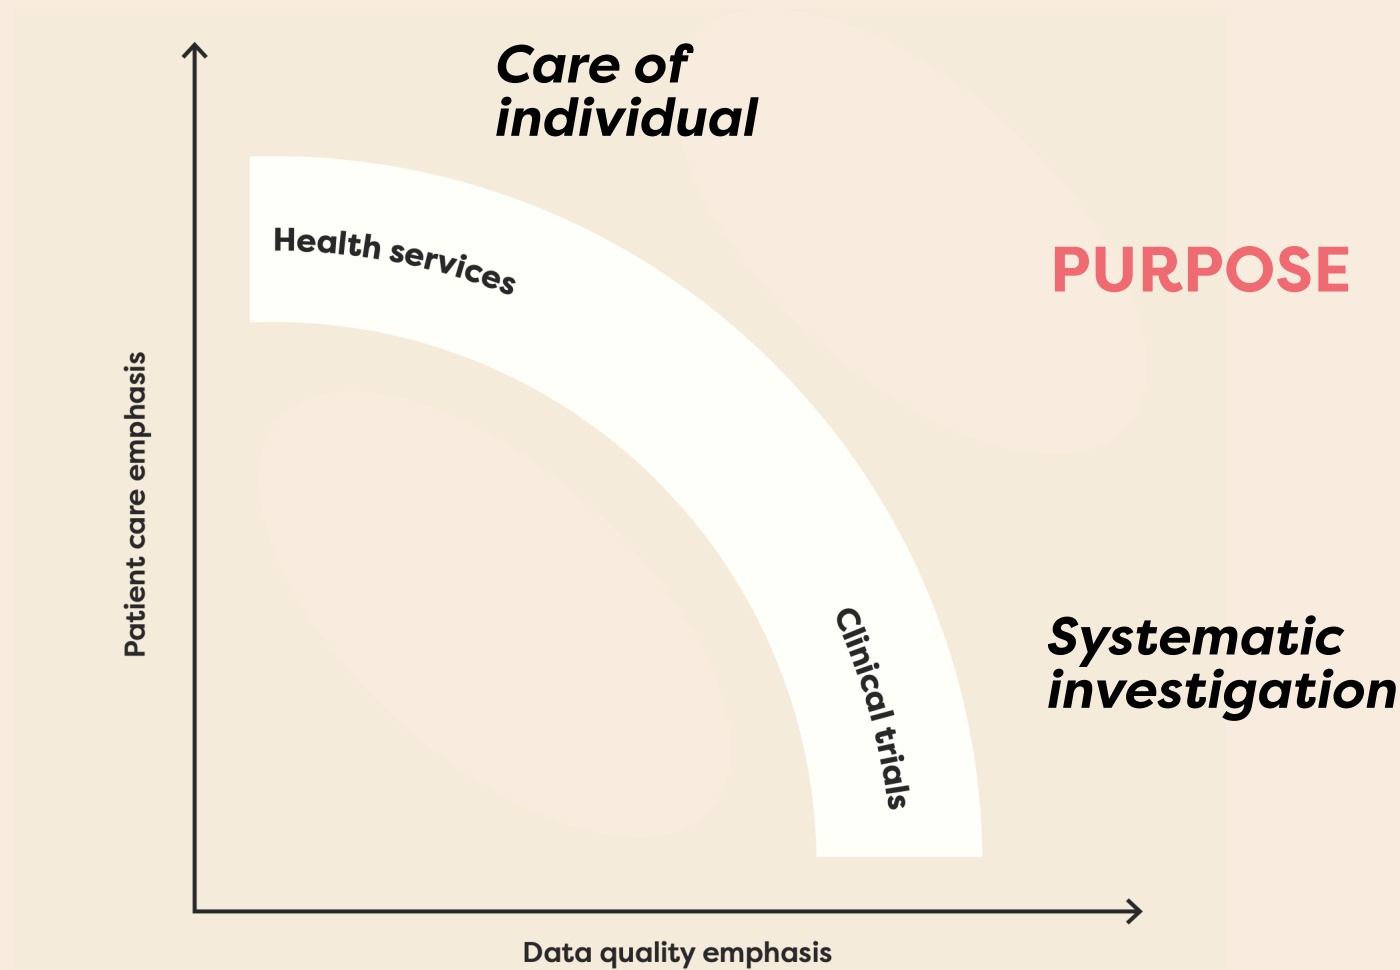 Care of
individual
Health services
PURPOSE
Patient care emphasis
Clinical trials
Systematic
investigation
Data quality emphasis